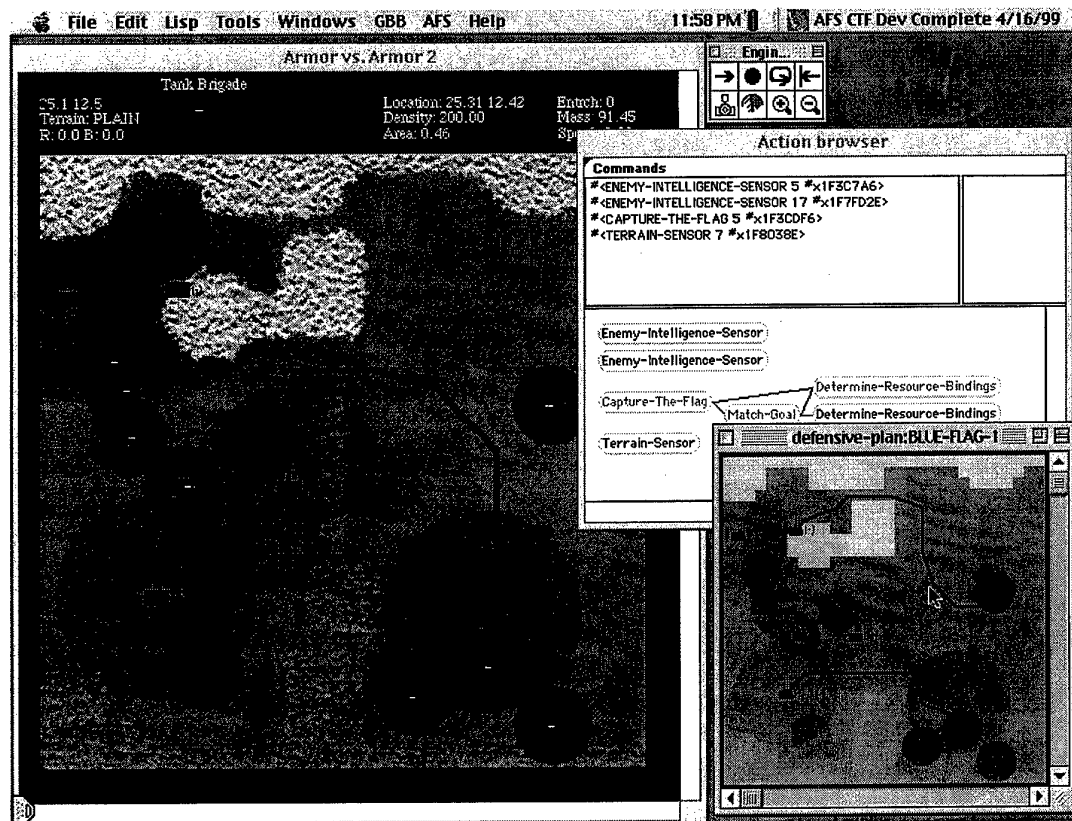 File Edit Lisp Tools Windows GBB AFS Help 11:58 PM AFS CTF Dev Complete 4/16/99
Armor vs. Armor 2
Engin...
Tank Brigade
25.1 12.5 Location: 25.31 12.42 Entrch: 0
Terrain: PLAIN Density: 200.00 Mass: 91.45
R: 0.0 B: 0.0 Area: 0.46
Action browser
Commands
#<ENEMY-INTELLIGENCE-SENSOR 5 #x1F3C7A6>
#<ENEMY-INTELLIGENCE-SENSOR 17 #x1F7FD2E>
#<CAPTURE-THE-FLAG 5 #x1F3CDF6>
#<TERRAIN-SENSOR 7 #x1F8038E>
Enemy-Intelligence-Sensor
Enemy-Intelligence-Sensor
Determine-Resource-Bindings
Capture-The-Flag
Match-Goal Determine-Resource-Bindings
Terrain-Sensor
defensive-plan:BLUE-FLAG-1